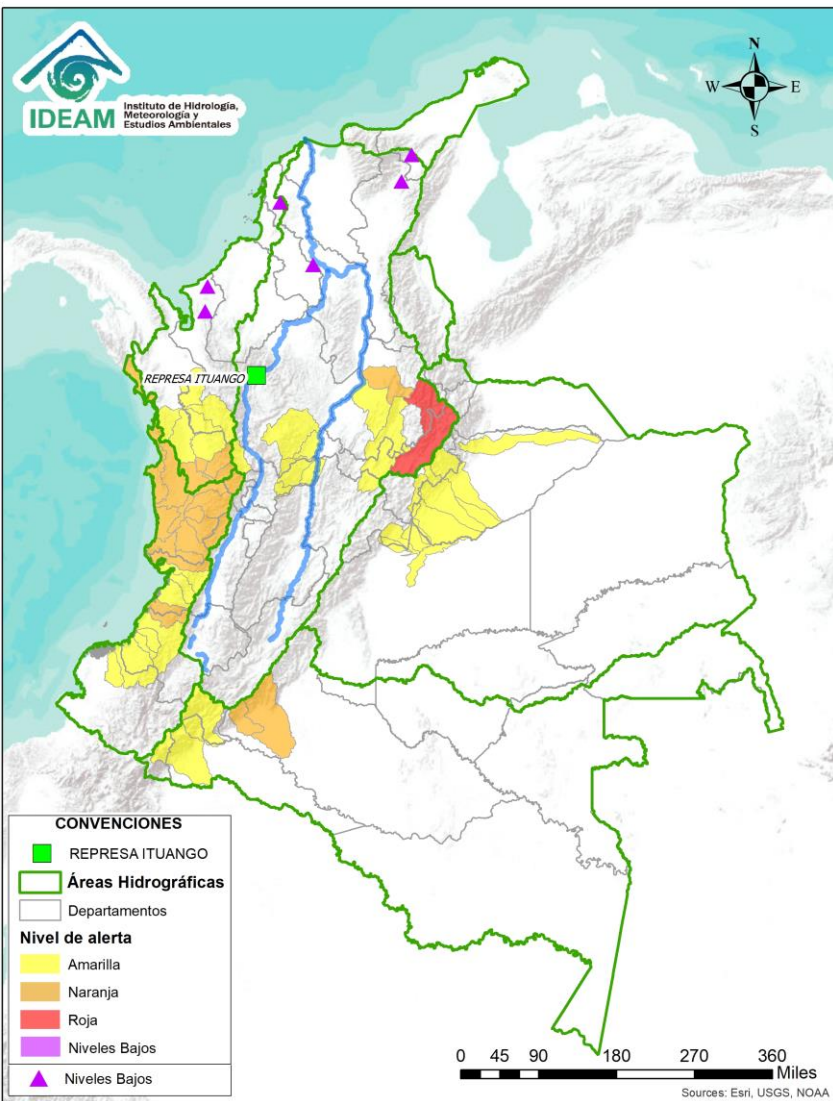 IDEAM
Instituto de Hidrología,
Meteorología y
Estudios Ambientales
N
W
E
S
REPRESA ITUANGO
CONVENCIONES
REPRESA ITUANGO
Áreas Hidrográficas
Departamentos
Nivel de alerta
Amarilla
Naranja
Roja
Niveles Bajos
Niveles Bajos
0 45 90 180 270 360
Miles
Sources: Esri, USGS, NOAA